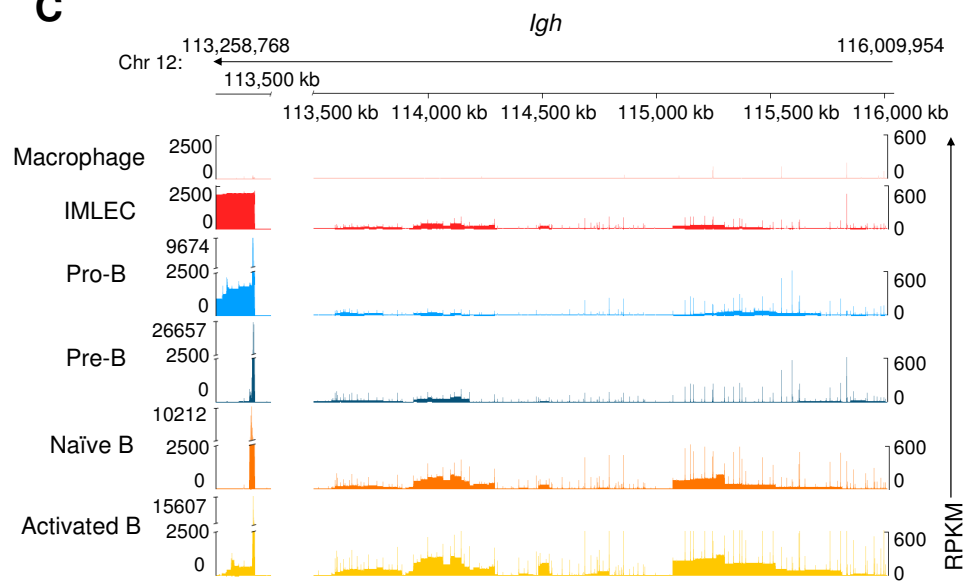 C
Igh
113,258,768 116,009,954
Chr 12:
113,500 kb
113,500 kb 114,000 kb 114,500 kb 115,000 kb 115,500 kb 116,000 kb
Macrophage 2500 0 600 0
IMLEC 2500 0 600 0
Pro-B 9674 2500 0 600 0
Pre-B 26657 2500 0 600 0
Naïve B 10212 2500 0 600 0
Activated B 15607 2500 0 600 0
RPKM